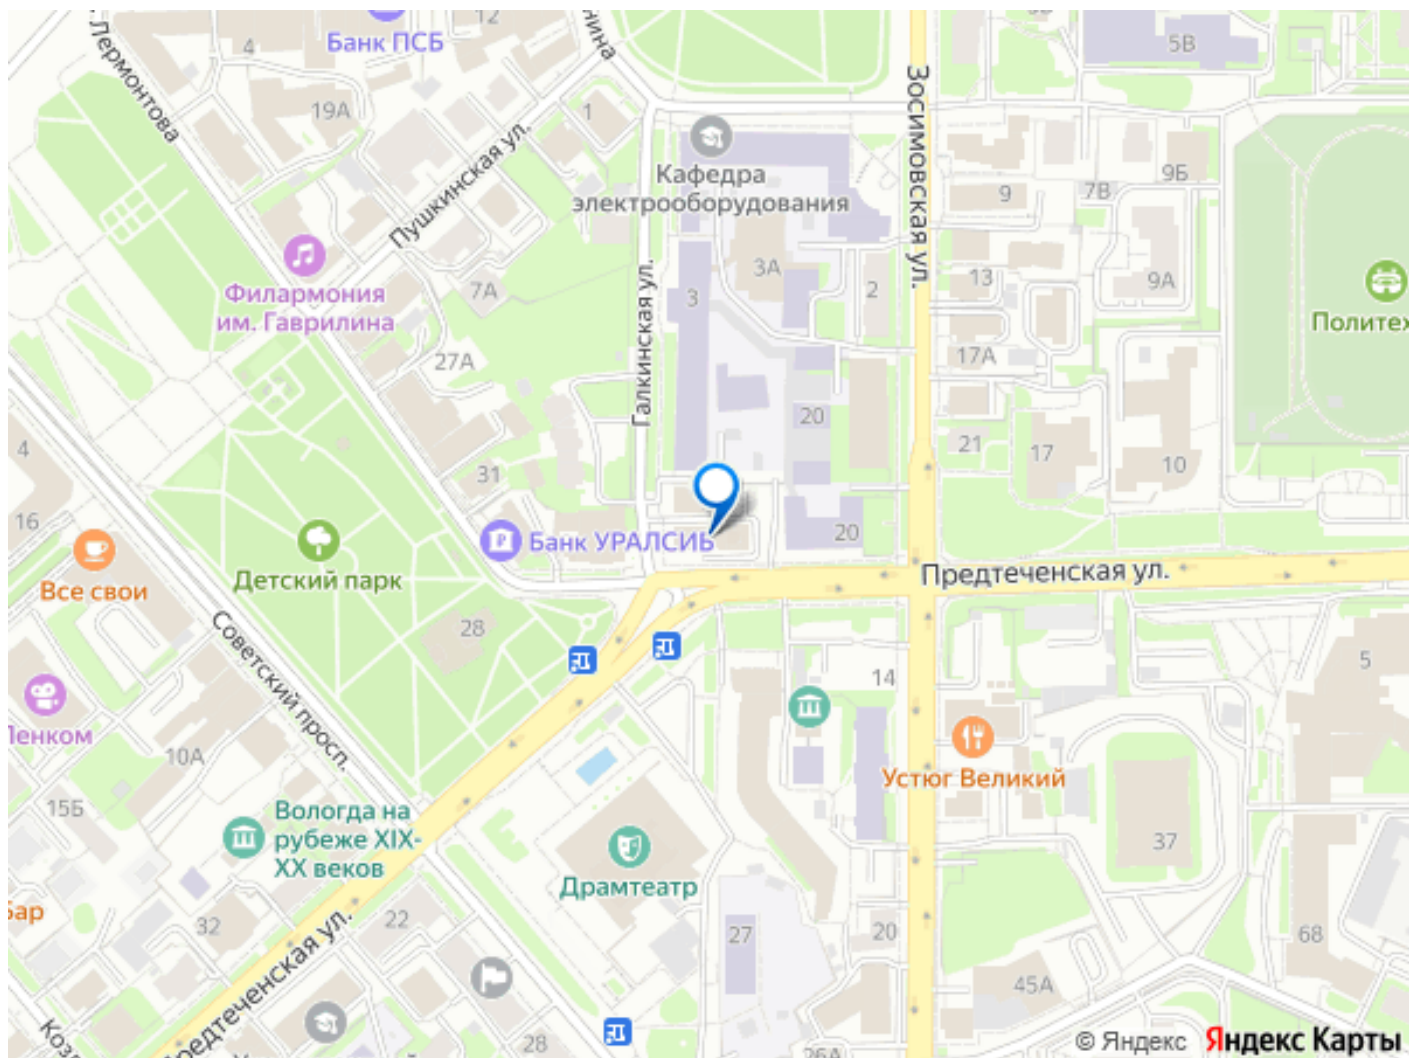 Лермонтова
Банк ПСБ
12
4
19А
1
5В
Зосимовская ул.
Кафедра
электрооборудования
Пушкинская ул.
9
7В
9Б
3А
2
13
9А
3
7А
Филармония
им. Гаврилина
Галкинская ул.
27А
17А
20
21
17
10
4
31
16
Банк УРАЛСИБ
20
Все свои
Детский парк
Предтеченская ул.
28
Советский просп.
14
5
10А
Устюг Великий
15Б
Вологда на
рубеже XIX-
XX веков
Драмтеатр
37
32
22
27
20
68
Предтеченская ул.
45А
28
26А
© Яндекс
Яндекс Карты